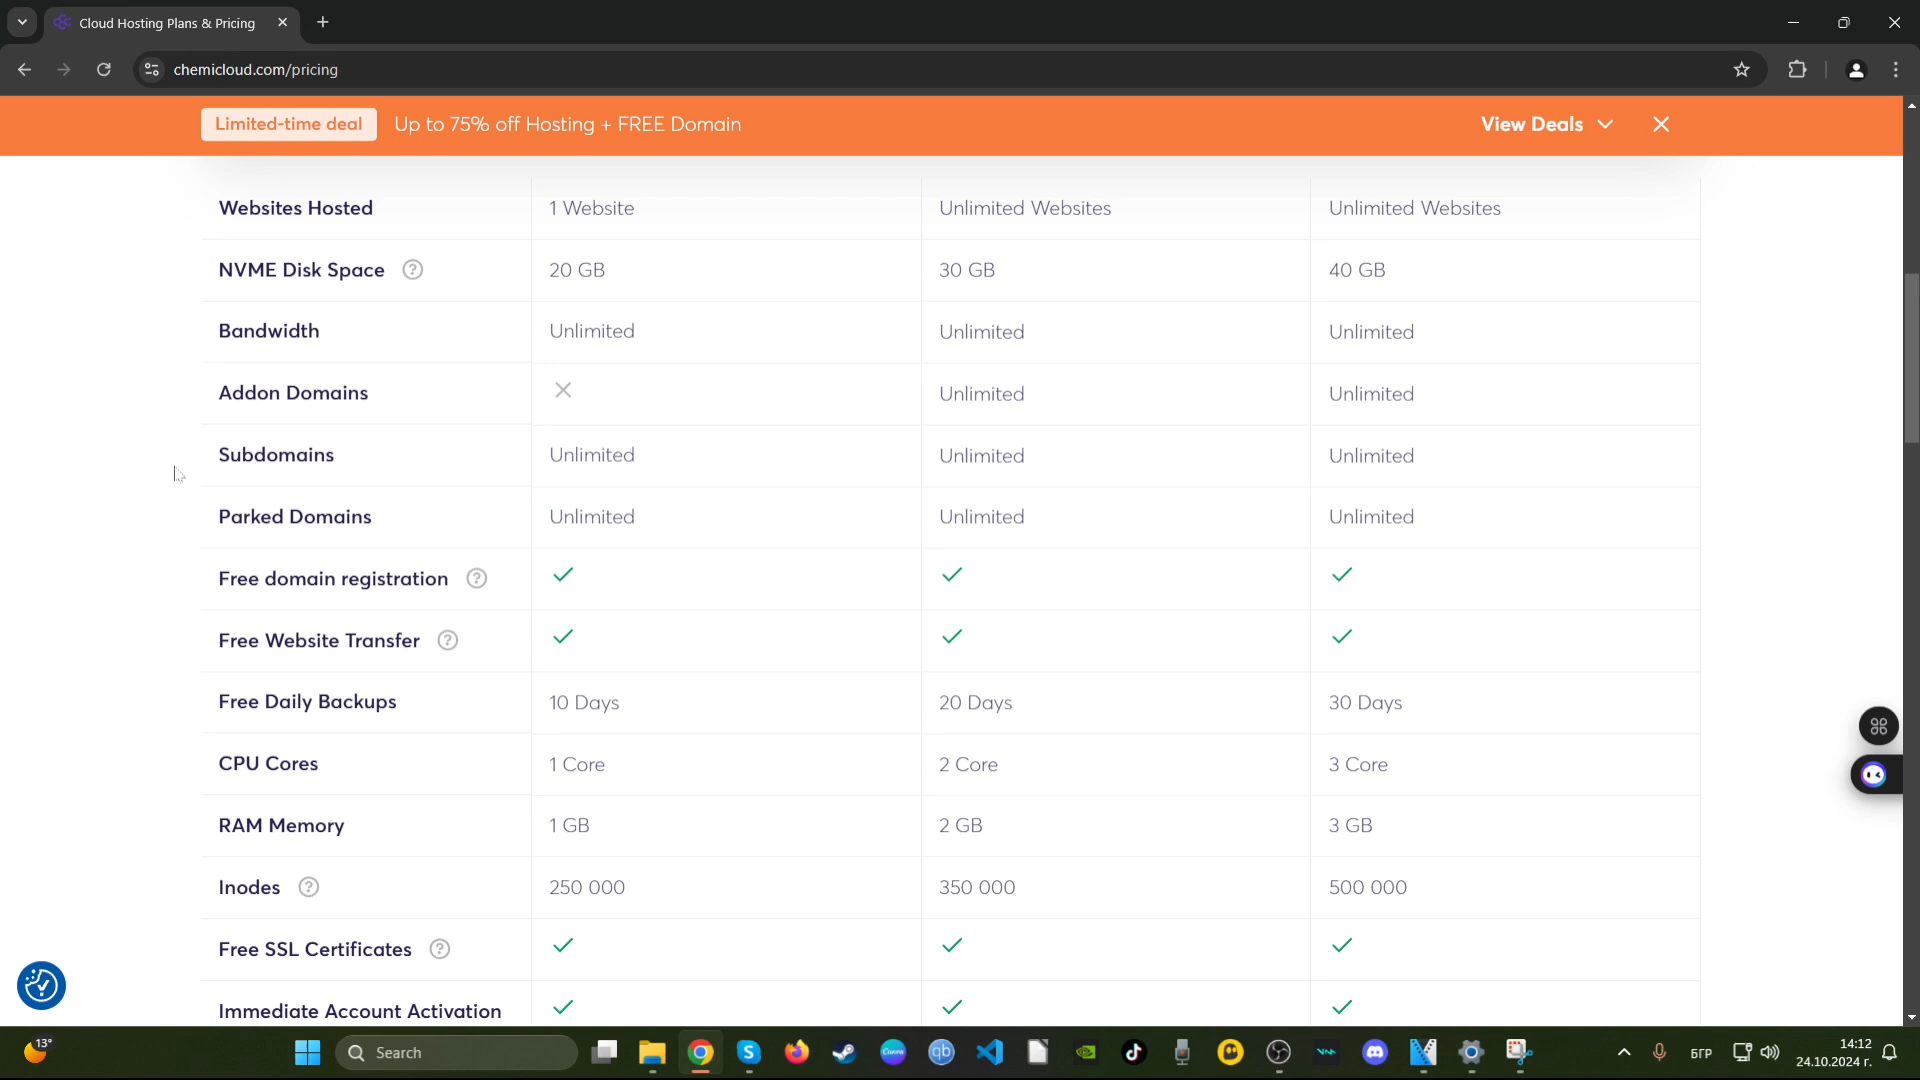 Cloud Hosting Plans & Pricing
chemicloud.com/pricing
Limited-time deal Up to 75% off Hosting + FREE Domain View Deals
Websites Hosted 1 Website Unlimited Websites Unlimited Websites
NVME Disk Space ? 20 GB 30 GB 40 GB
Bandwidth Unlimited Unlimited Unlimited
Addon Domains Unlimited Unlimited
Subdomains Unlimited Unlimited Unlimited
Parked Domains Unlimited Unlimited Unlimited
Free domain registration ?
Free Website Transfer ?
Free Daily Backups 10 Days 20 Days 30 Days
CPU Cores 1 Core 2 Core 3 Core
RAM Memory 1 GB 2 GB 3 GB
Inodes ? 250 000 350 000 500 000
Free SSL Certificates ?
Immediate Account Activation
13°
Search
Canva
qb
БГР
14:12
24.10.2024 г.